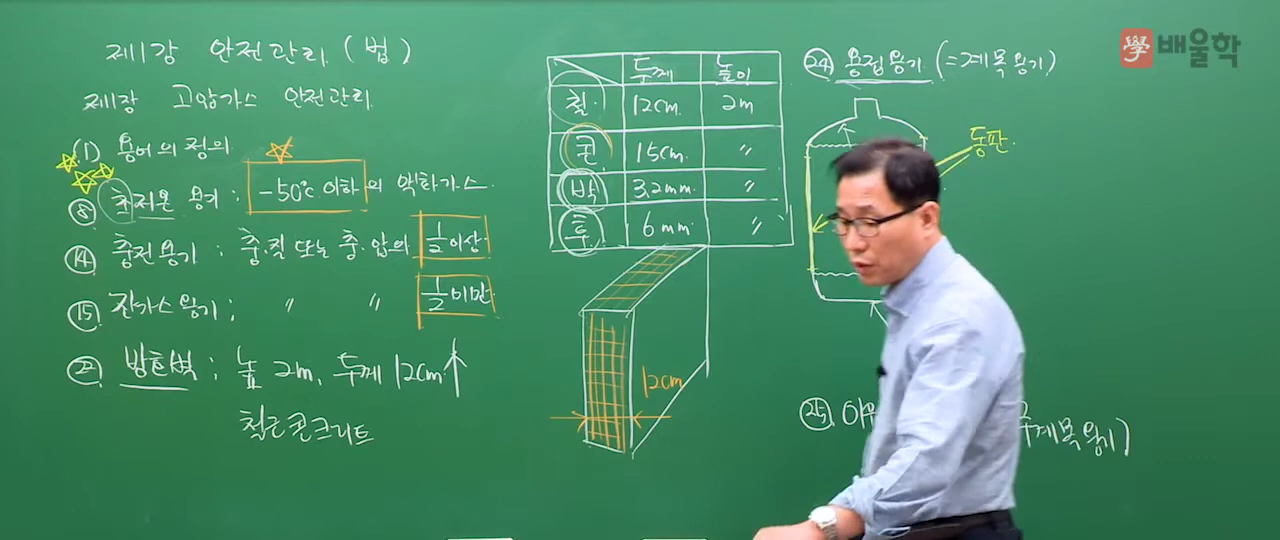 제1강 안전관리 (법)
제1장 고압가스 안전관리
(1) 용어의 정의
⑧ 초저온 용기 : -50℃ 이하의 액화가스
⑭ 충전용기 : 충·질 또는 충·압의 1/2 이상
⑮ 잔가스용기 ; 〃 〃 1/2 미만
㉒ 방호벽 ; 높 2m, 두께 12cm ↑
철근콘크리트
두께 높이
철 12cm 2m
콘 15cm 〃
박 3.2mm 〃
후 6mm 〃
12cm
㉔ 용접용기 (=계목용기)
동판
㉕ 이
무계목용기)
學 배울학